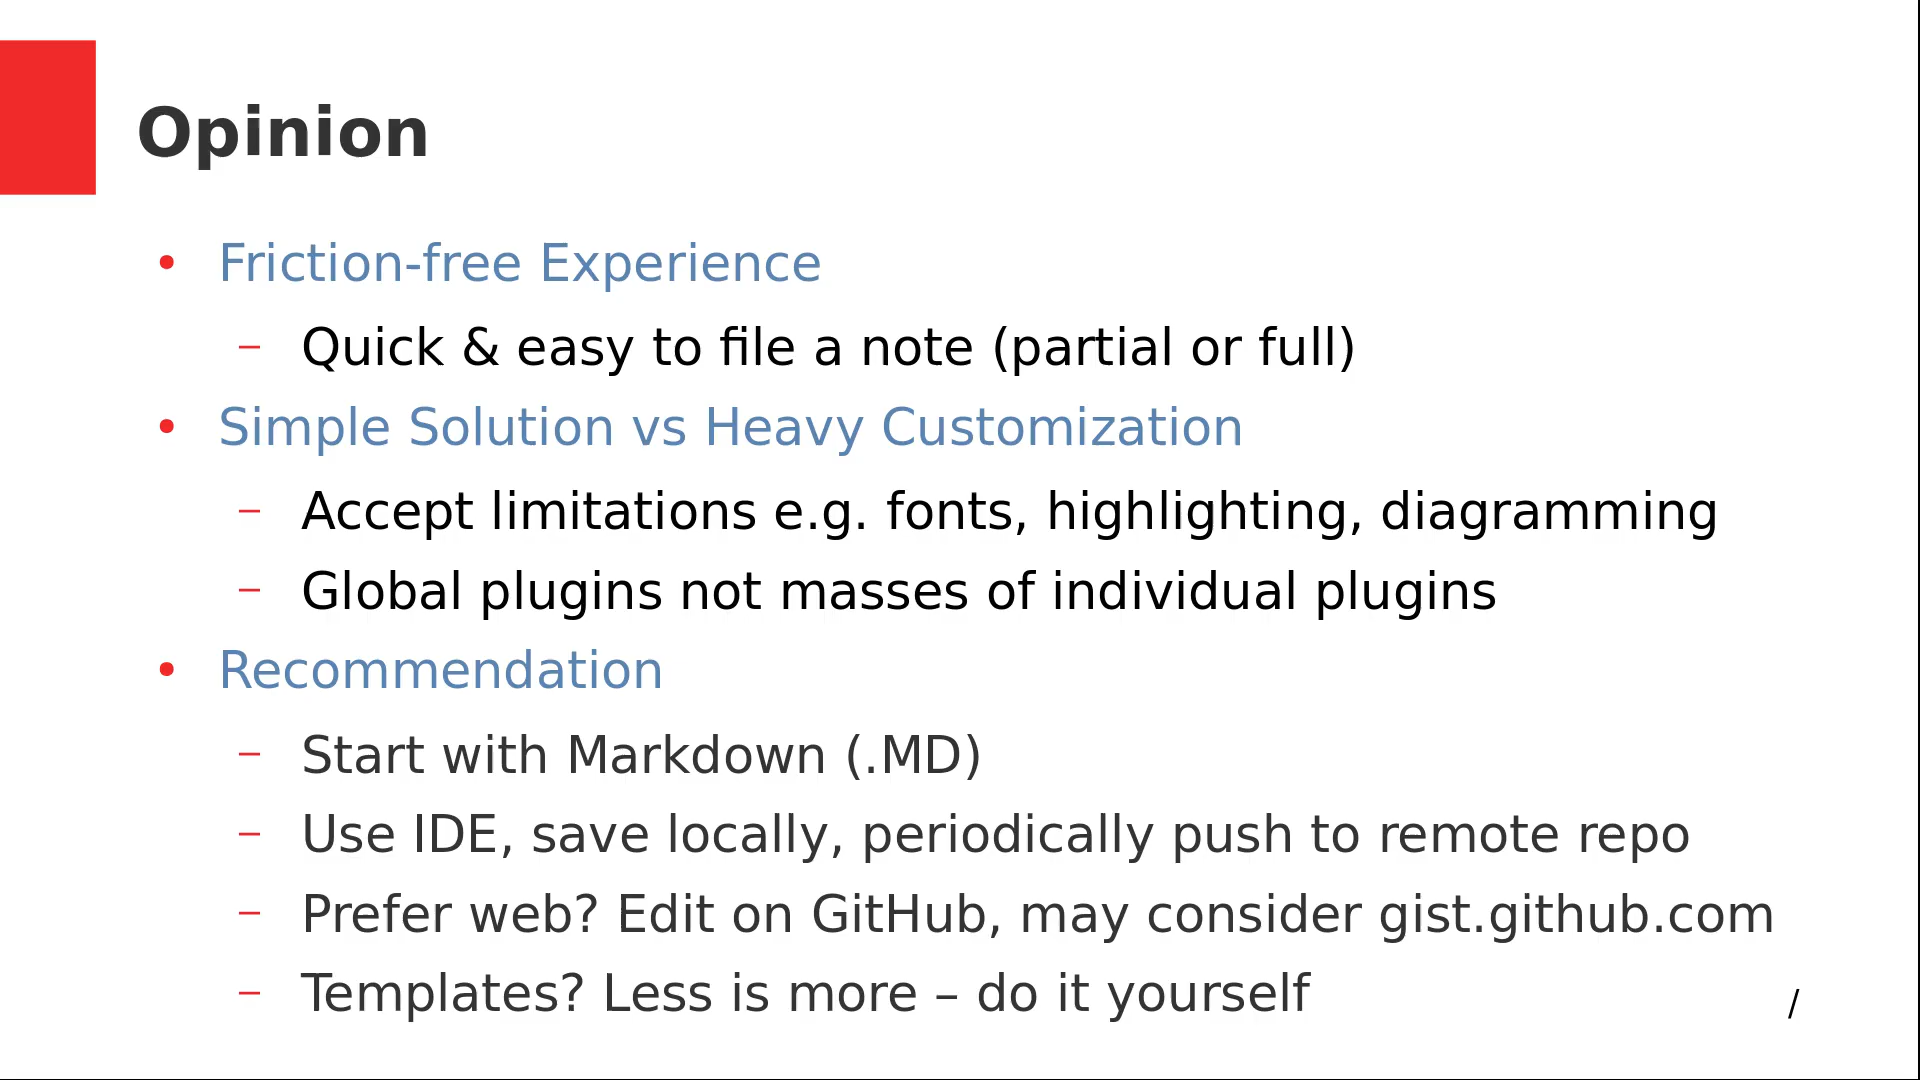 Opinion
• Friction-free Experience
– Quick & easy to file a note (partial or full)
• Simple Solution vs Heavy Customization
– Accept limitations e.g. fonts, highlighting, diagramming
– Global plugins not masses of individual plugins
• Recommendation
– Start with Markdown (.MD)
– Use IDE, save locally, periodically push to remote repo
– Prefer web? Edit on GitHub, may consider gist.github.com
– Templates? Less is more – do it yourself
/